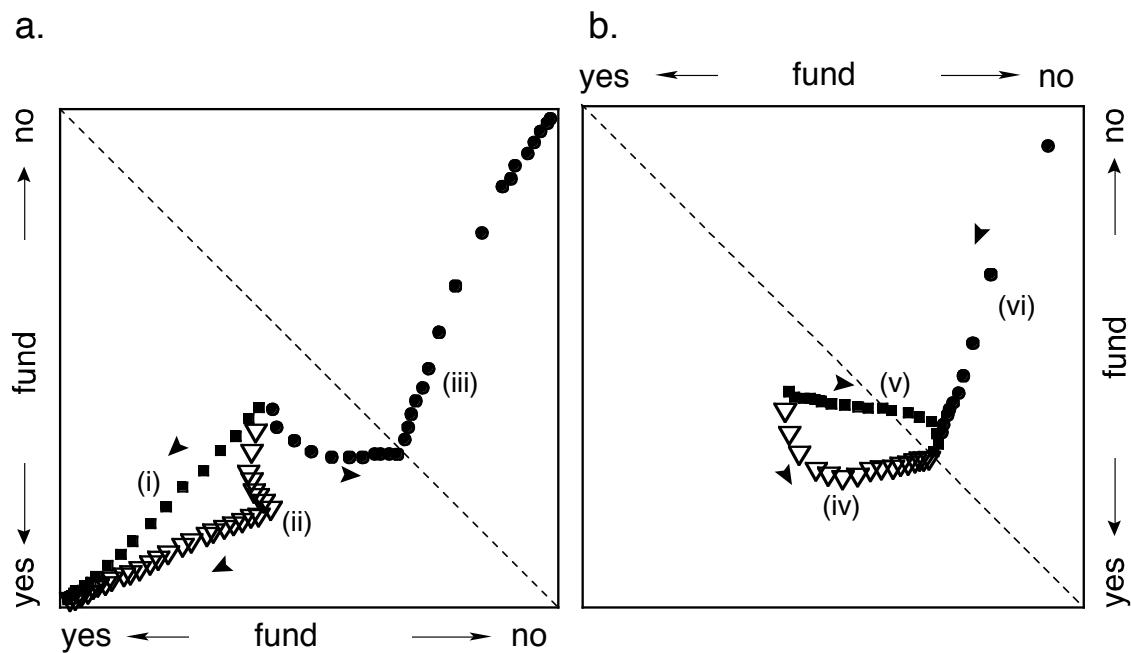 a.
no
fund
yes
(i)
(ii)
(iii)
yes
fund
no
b.
yes
fund
no
(v)
(iv)
(vi)
no
fund
yes